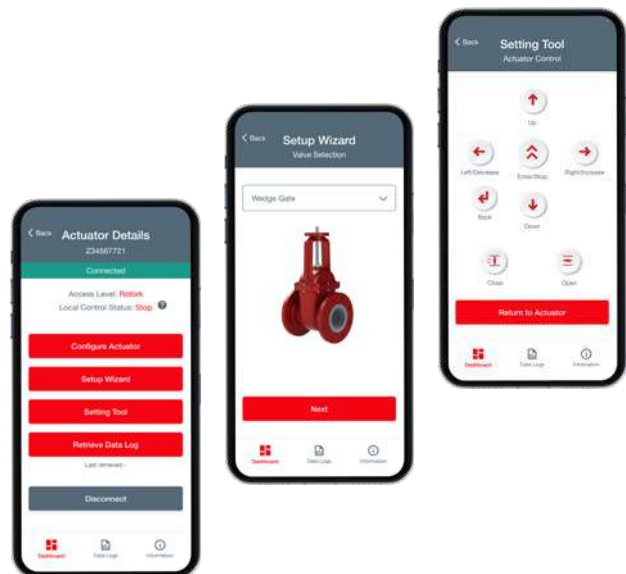 Back
Actuator Details
234567721
Connected
Access Level: Rotork
Local Control Status: Stop ?
Configure Actuator
Setup Wizard
Setting Tool
Retrieve Data Log
Last retrieved -
Disconnect
Dashboard
Data Logs
Information
Back
Setup Wizard
Valve Selection
Wedge Gate
Next
Dashboard
Data Logs
Information
Back
Setting Tool
Actuator Control
Up
Left/Decrease
Enter/Stop
Right/Increase
Back
Down
Close
Open
Return to Actuator
Dashboard
Data Logs
Information